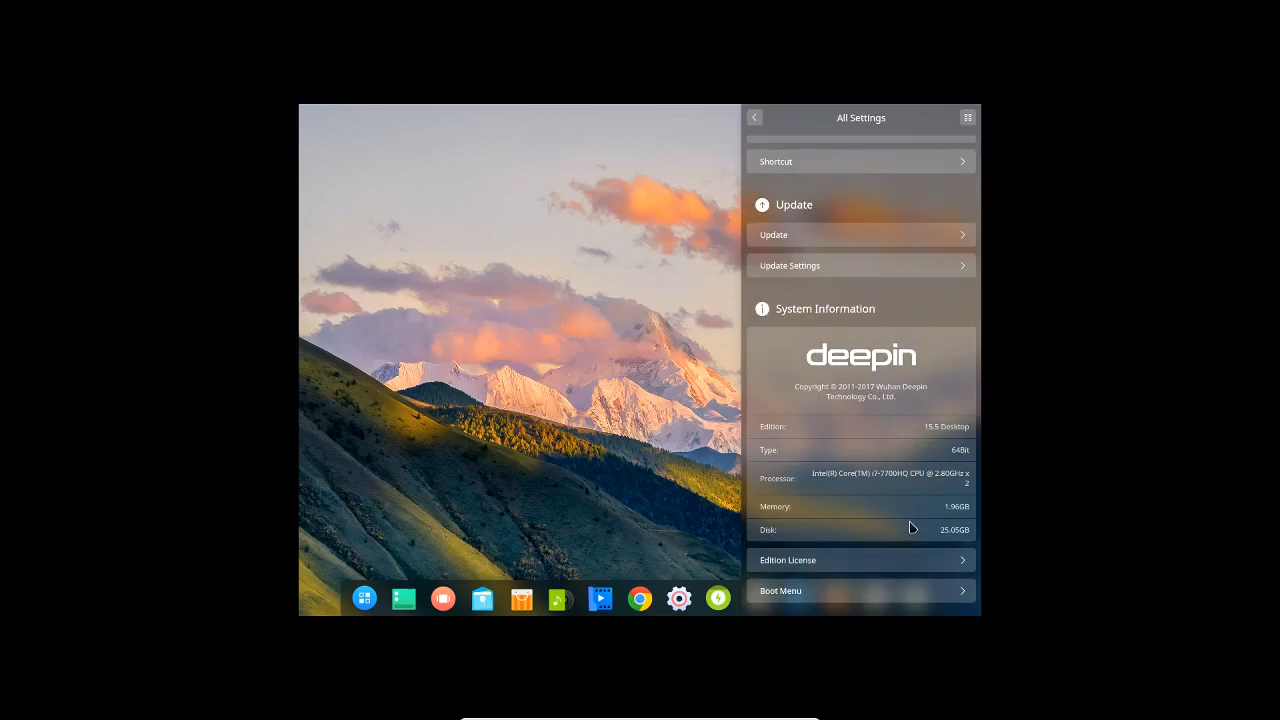 All Settings
Shortcut
Update
Update
Update Settings
System Information
deepin
Copyright © 2011-2017 Wuhan Deepin
Technology Co., Ltd.
Edition: 15.5 Desktop
Type: 64Bit
Processor: Intel(R) Core(TM) i7-7700HQ CPU @ 2.80GHz x
2
Memory: 1.96GB
Disk: 25.05GB
Edition License
Boot Menu